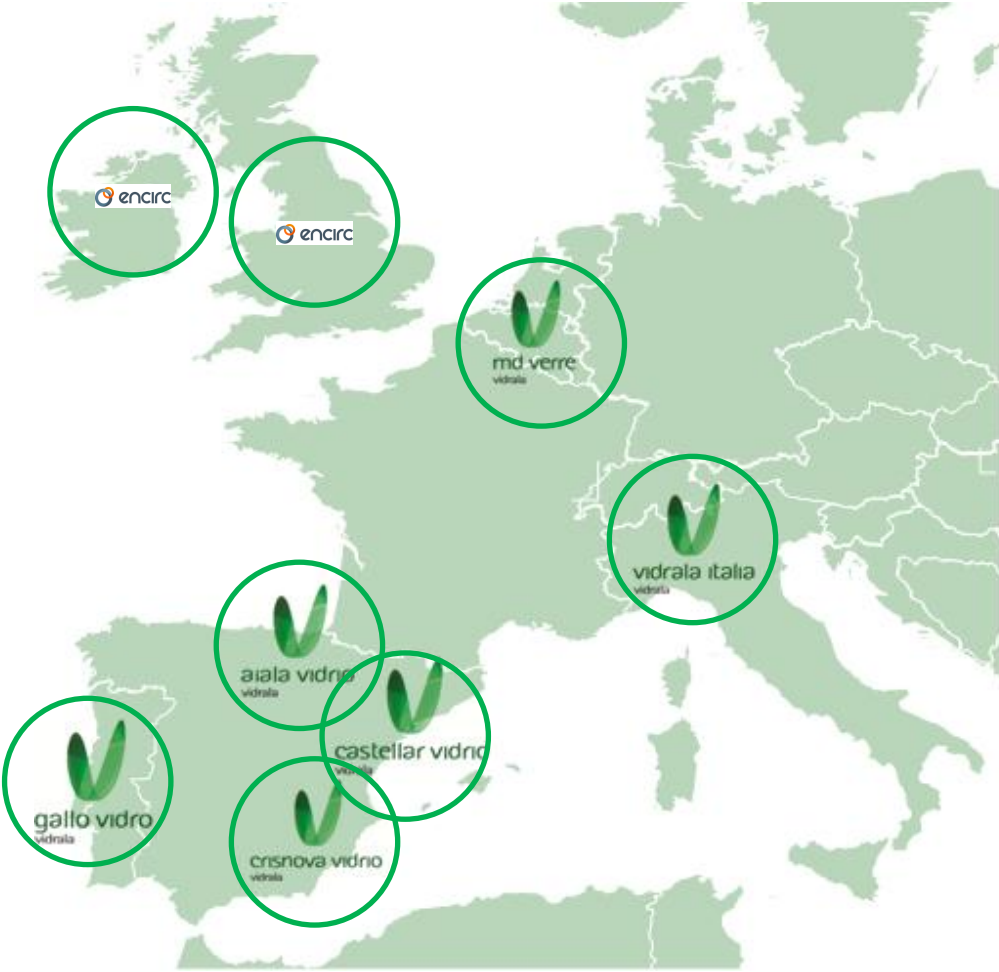 encirc
encirc
md verre
vidrala
vidrala italia
vidrala
aiala vidrio
vidrala
castellar vidrio
vidrala
gallo vidro
vidrala
crisnova vidrio
vidrala